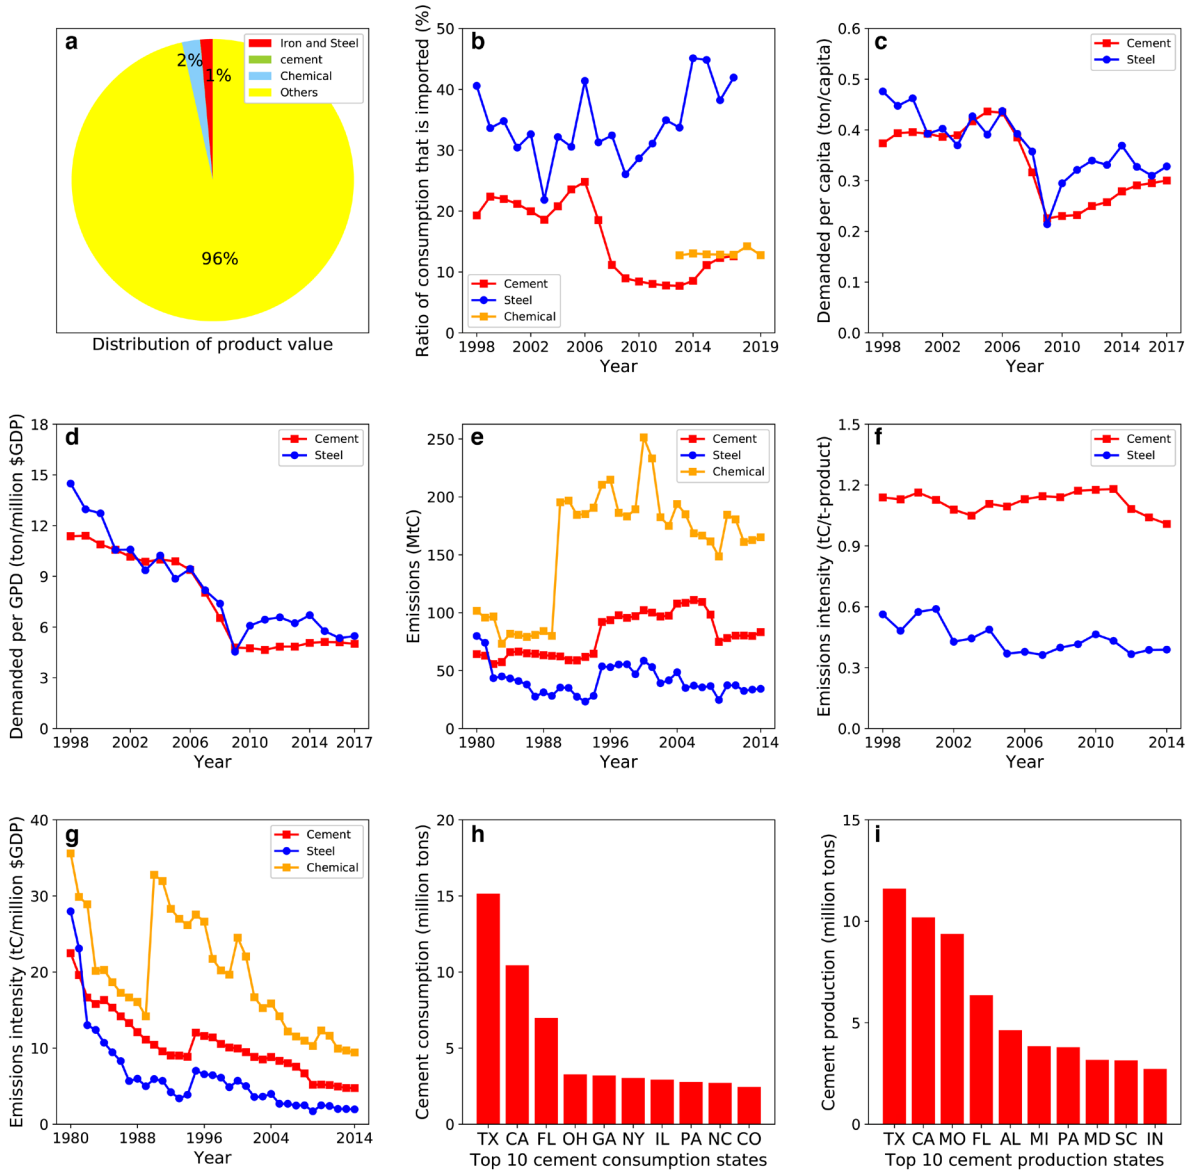 a
Iron and Steel
cement
Chemical
Others
2%
1%
96%
Distribution of product value
b
Ratio of consumption that is imported (%)
50
40
30
20
10
0
Cement
Steel
Chemical
1998 2002 2006 2010 2014 2019
Year
c
Demanded per capita (ton/capita)
0.6
0.5
0.4
0.3
0.2
0.1
0.0
Cement
Steel
1998 2002 2006 2010 2014 2017
Year
d
Demanded per GPD (ton/million $GDP)
18
15
12
9
6
3
0
Cement
Steel
1998 2002 2006 2010 2014 2017
Year
e
Emissions (MtC)
250
200
150
100
50
0
Cement
Steel
Chemical
1980 1988 1996 2004 2014
Year
f
Emissions intensity (tC/t-product)
1.5
1.2
0.9
0.6
0.3
0.0
Cement
Steel
1998 2002 2006 2010 2014
Year
g
Emissions intensity (tC/million $GDP)
40
30
20
10
0
Cement
Steel
Chemical
1980 1988 1996 2004 2014
Year
h
Cement consumption (million tons)
20
15
10
5
0
TX CA FL OH GA NY IL PA NC CO
Top 10 cement consumption states
i
Cement production (million tons)
15
10
5
0
TX CA MO FL AL MI PA MD SC IN
Top 10 cement production states